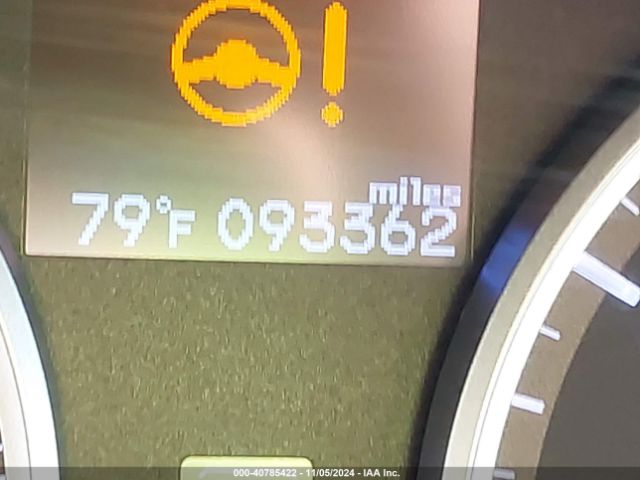 !
miles
79°F 093362
000-40785422 - 11/05/2024 - IAA Inc.